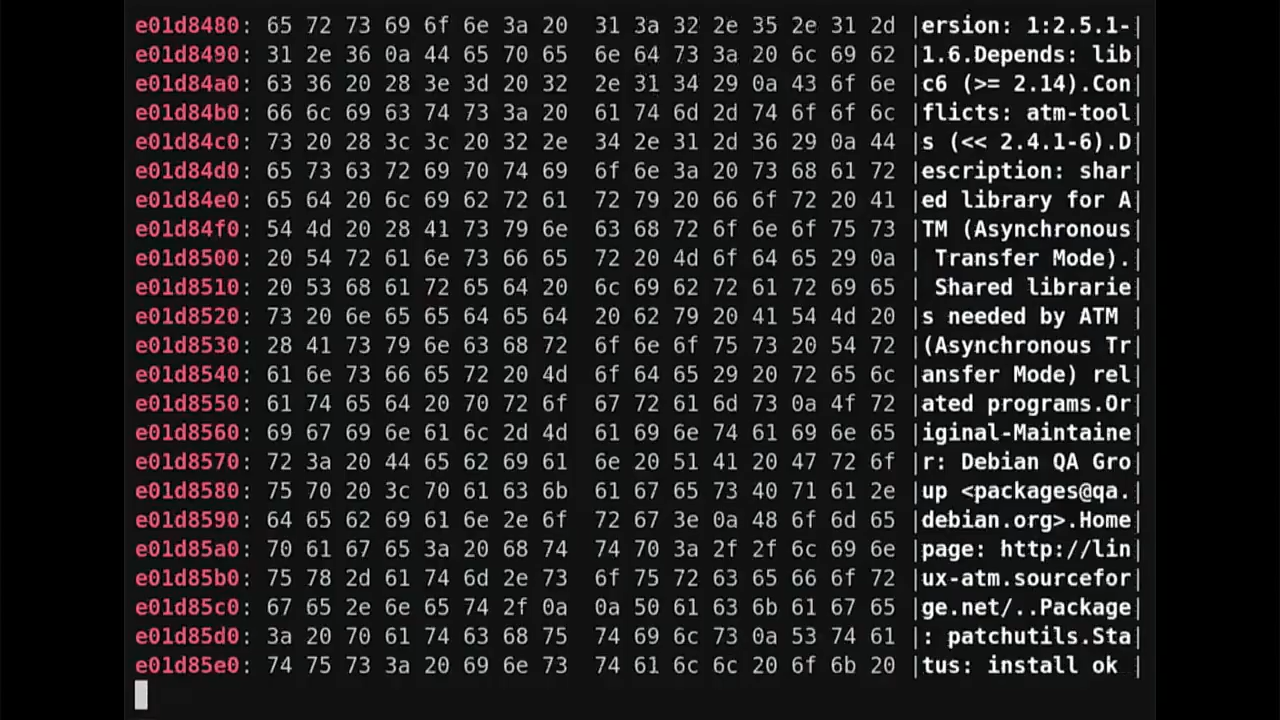 e01d8480: 65 72 73 69 6f 6e 3a 20  31 3a 32 2e 35 2e 31 2d |ersion: 1:2.5.1-|
e01d8490: 31 2e 36 0a 44 65 70 65  6e 64 73 3a 20 6c 69 62 |1.6.Depends: lib|
e01d84a0: 63 36 20 28 3e 3d 20 32  2e 31 34 29 0a 43 6f 6e |c6 (>= 2.14).Con|
e01d84b0: 66 6c 69 63 74 73 3a 20  61 74 6d 2d 74 6f 6f 6c |flicts: atm-tool|
e01d84c0: 73 20 28 3c 3c 20 32 2e  34 2e 31 2d 36 29 0a 44 |s (<< 2.4.1-6).D|
e01d84d0: 65 73 63 72 69 70 74 69  6f 6e 3a 20 73 68 61 72 |escription: shar|
e01d84e0: 65 64 20 6c 69 62 72 61  72 79 20 66 6f 72 20 41 |ed library for A|
e01d84f0: 54 4d 20 28 41 73 79 6e  63 68 72 6f 6e 6f 75 73 |TM (Asynchronous|
e01d8500: 20 54 72 61 6e 73 66 65  72 20 4d 6f 64 65 29 0a | Transfer Mode).|
e01d8510: 20 53 68 61 72 65 64 20  6c 69 62 72 61 72 69 65 | Shared librarie|
e01d8520: 73 20 6e 65 65 64 65 64  20 62 79 20 41 54 4d 20 |s needed by ATM |
e01d8530: 28 41 73 79 6e 63 68 72  6f 6e 6f 75 73 20 54 72 |(Asynchronous Tr|
e01d8540: 61 6e 73 66 65 72 20 4d  6f 64 65 29 20 72 65 6c |ansfer Mode) rel|
e01d8550: 61 74 65 64 20 70 72 6f  67 72 61 6d 73 0a 4f 72 |ated programs.Or|
e01d8560: 69 67 69 6e 61 6c 2d 4d  61 69 6e 74 61 69 6e 65 |iginal-Maintaine|
e01d8570: 72 3a 20 44 65 62 69 61  6e 20 51 41 20 47 72 6f |r: Debian QA Gro|
e01d8580: 75 70 20 3c 70 61 63 6b  61 67 65 73 40 71 61 2e |up <packages@qa.|
e01d8590: 64 65 62 69 61 6e 2e 6f  72 67 3e 0a 48 6f 6d 65 |debian.org>.Home|
e01d85a0: 70 61 67 65 3a 20 68 74  74 70 3a 2f 2f 6c 69 6e |page: http://lin|
e01d85b0: 75 78 2d 61 74 6d 2e 73  6f 75 72 63 65 66 6f 72 |ux-atm.sourcefor|
e01d85c0: 67 65 2e 6e 65 74 2f 0a  0a 50 61 63 6b 61 67 65 |ge.net/..Package|
e01d85d0: 3a 20 70 61 74 63 68 75  74 69 6c 73 0a 53 74 61 |: patchutils.Sta|
e01d85e0: 74 75 73 3a 20 69 6e 73  74 61 6c 6c 20 6f 6b 20 |tus: install ok |